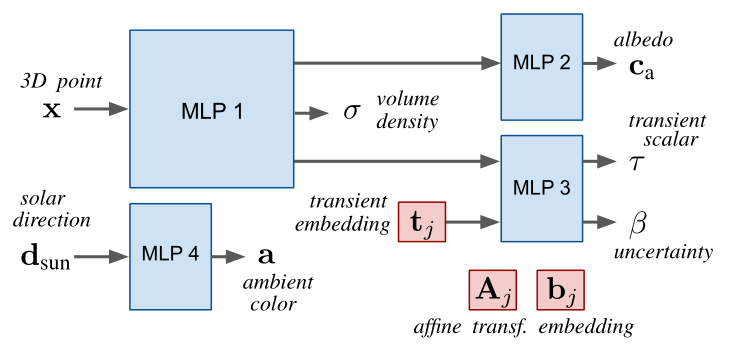 albedo
MLP 2
c_a
3D point
x
MLP 1
σ
volume
density
transient
scalar
τ
MLP 3
solar
direction
transient
embedding
t_j
β
uncertainty
d_sun
MLP 4
a
ambient
color
A_j
b_j
affine transf. embedding